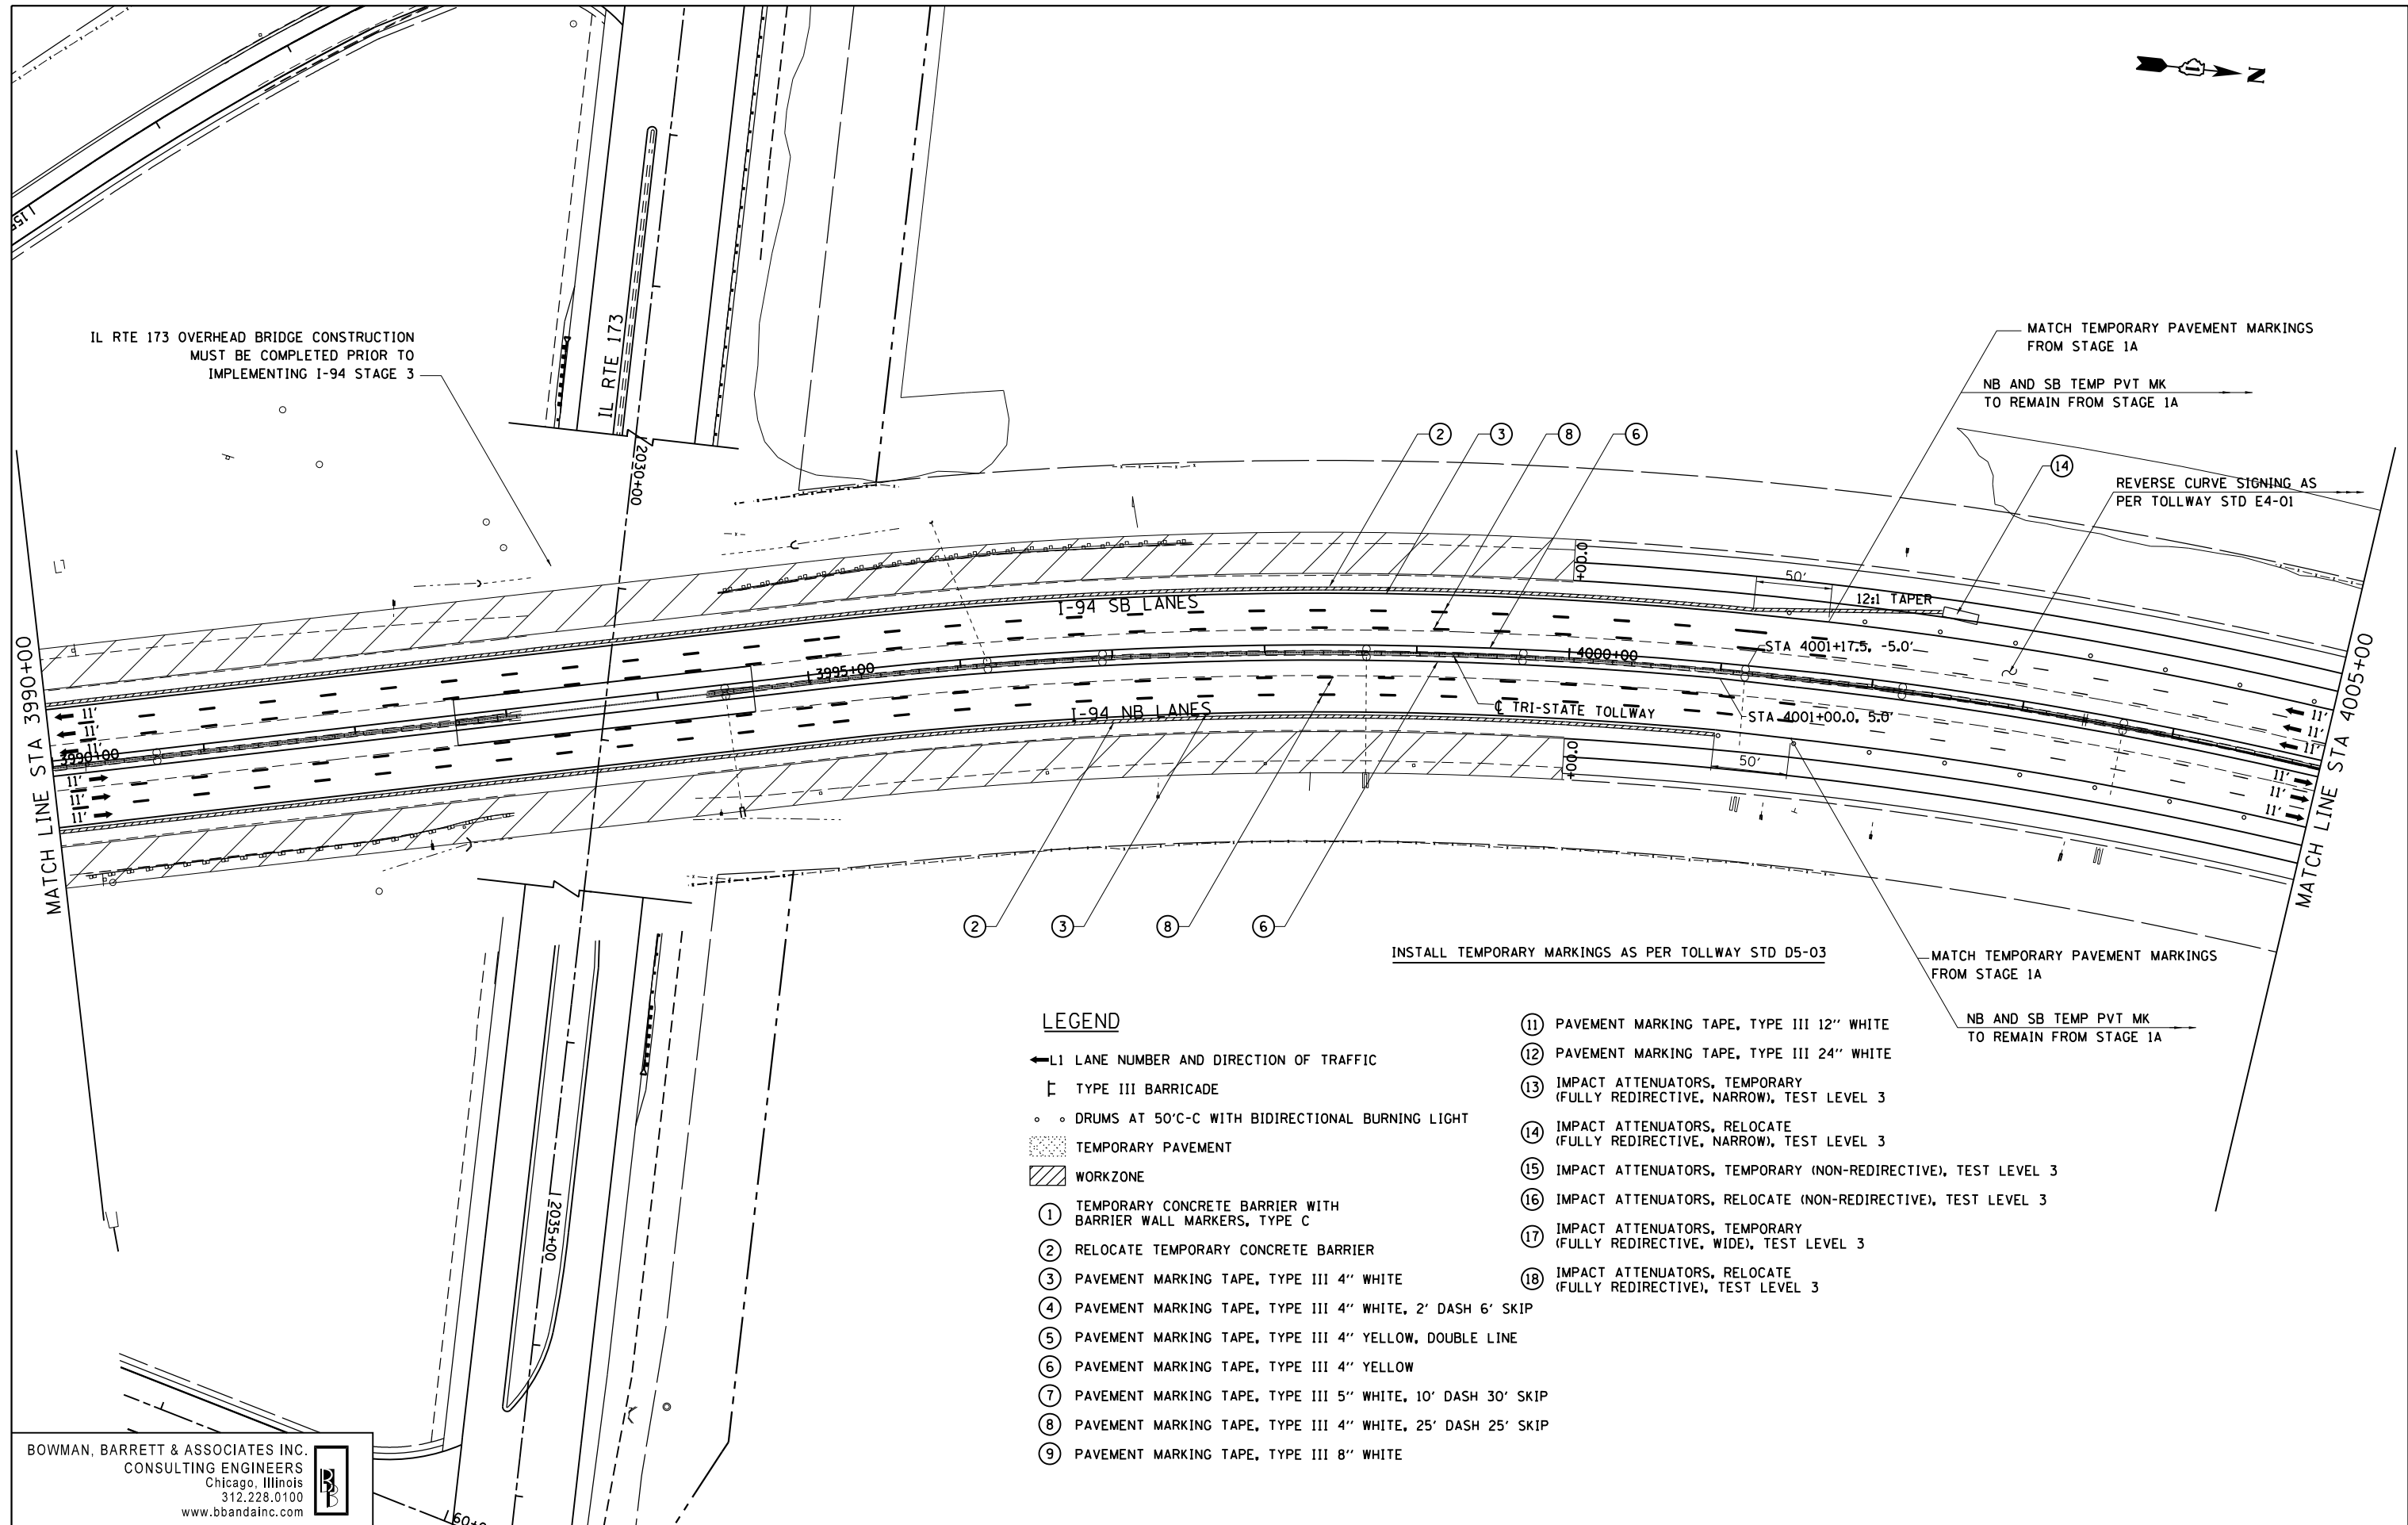 N
L15
IL RTE 173 OVERHEAD BRIDGE CONSTRUCTION
MUST BE COMPLETED PRIOR TO
IMPLEMENTING I-94 STAGE 3
IL RTE 173
2030+00
MATCH TEMPORARY PAVEMENT MARKINGS
FROM STAGE 1A
NB AND SB TEMP PVT MK
TO REMAIN FROM STAGE 1A
2
3
8
6
14
REVERSE CURVE SIGNING AS
PER TOLLWAY STD E4-01
+00.0
50'
12:1 TAPER
I-94 SB LANES
3995+00
4000+00
STA 4001+17.5, -5.0'
I-94 NB LANES
℄ TRI-STATE TOLLWAY
STA 4001+00.0, 5.0'
+00.0
50'
MATCH LINE STA 3990+00
11'
11'
11'
3990+00
11'
11'
11'
11'
11'
11'
11'
11'
11'
MATCH LINE STA 4005+00
2
3
8
6
INSTALL TEMPORARY MARKINGS AS PER TOLLWAY STD D5-03
MATCH TEMPORARY PAVEMENT MARKINGS
FROM STAGE 1A
NB AND SB TEMP PVT MK
TO REMAIN FROM STAGE 1A
2035+00
LEGEND
L1 LANE NUMBER AND DIRECTION OF TRAFFIC
TYPE III BARRICADE
DRUMS AT 50'C-C WITH BIDIRECTIONAL BURNING LIGHT
TEMPORARY PAVEMENT
WORKZONE
1 TEMPORARY CONCRETE BARRIER WITH
BARRIER WALL MARKERS, TYPE C
2 RELOCATE TEMPORARY CONCRETE BARRIER
3 PAVEMENT MARKING TAPE, TYPE III 4'' WHITE
4 PAVEMENT MARKING TAPE, TYPE III 4'' WHITE, 2' DASH 6' SKIP
5 PAVEMENT MARKING TAPE, TYPE III 4'' YELLOW, DOUBLE LINE
6 PAVEMENT MARKING TAPE, TYPE III 4'' YELLOW
7 PAVEMENT MARKING TAPE, TYPE III 5'' WHITE, 10' DASH 30' SKIP
8 PAVEMENT MARKING TAPE, TYPE III 4'' WHITE, 25' DASH 25' SKIP
9 PAVEMENT MARKING TAPE, TYPE III 8'' WHITE
11 PAVEMENT MARKING TAPE, TYPE III 12'' WHITE
12 PAVEMENT MARKING TAPE, TYPE III 24'' WHITE
13 IMPACT ATTENUATORS, TEMPORARY
(FULLY REDIRECTIVE, NARROW), TEST LEVEL 3
14 IMPACT ATTENUATORS, RELOCATE
(FULLY REDIRECTIVE, NARROW), TEST LEVEL 3
15 IMPACT ATTENUATORS, TEMPORARY (NON-REDIRECTIVE), TEST LEVEL 3
16 IMPACT ATTENUATORS, RELOCATE (NON-REDIRECTIVE), TEST LEVEL 3
17 IMPACT ATTENUATORS, TEMPORARY
(FULLY REDIRECTIVE, WIDE), TEST LEVEL 3
18 IMPACT ATTENUATORS, RELOCATE
(FULLY REDIRECTIVE), TEST LEVEL 3
BOWMAN, BARRETT & ASSOCIATES INC.
CONSULTING ENGINEERS
Chicago, Illinois
312.228.0100
www.bbandainc.com